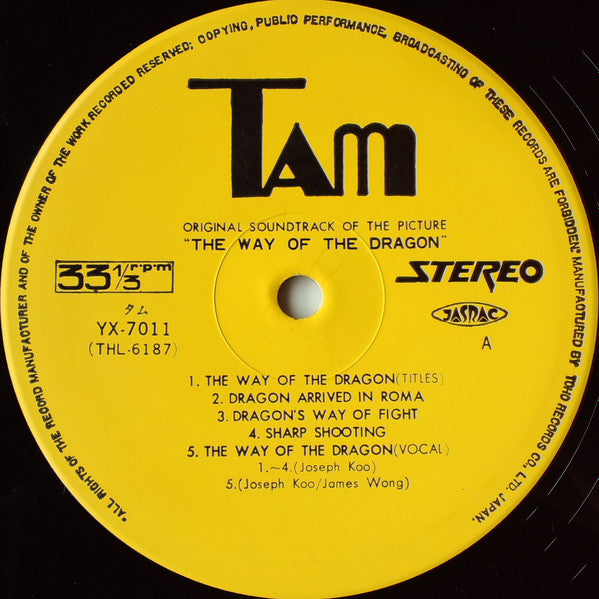 TAM
ORIGINAL SOUNDTRACK OF THE PICTURE
"THE WAY OF THE DRAGON"
33 1/3 r.p.m
STEREO
タム
YX-7011
(THL-6187)
JASRAC
A
1. THE WAY OF THE DRAGON(TITLES)
2. DRAGON ARRIVED IN ROMA
3. DRAGON'S WAY OF FIGHT
4. SHARP SHOOTING
5. THE WAY OF THE DRAGON(VOCAL)
1.~4.(Joseph Koo)
5.(Joseph Koo/James Wong)
"ALL RIGHTS OF THE RECORD MANUFACTURER AND OF THE OWNER OF THE WORK RECORDED RESERVED; COPYING, PUBLIC PERFORMANCE, BROADCASTING OF THESE RECORDS ARE FORBIDDEN." MANUFACTURED BY TOHO RECORDS CO., LTD. JAPAN.